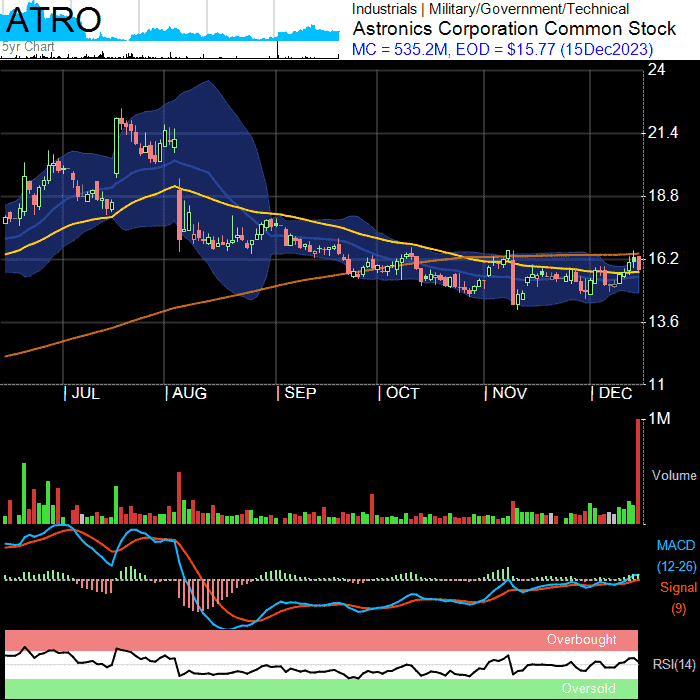 ATRO
5yr Chart
Industrials | Military/Government/Technical
Astronics Corporation Common Stock
MC = 535.2M, EOD = $15.77 (15Dec2023)
24
21.4
18.8
16.2
13.6
11
| JUL | AUG | SEP | OCT | NOV | DEC
1M
Volume
MACD
(12-26)
Signal
(9)
Overbought
RSI(14)
Oversold